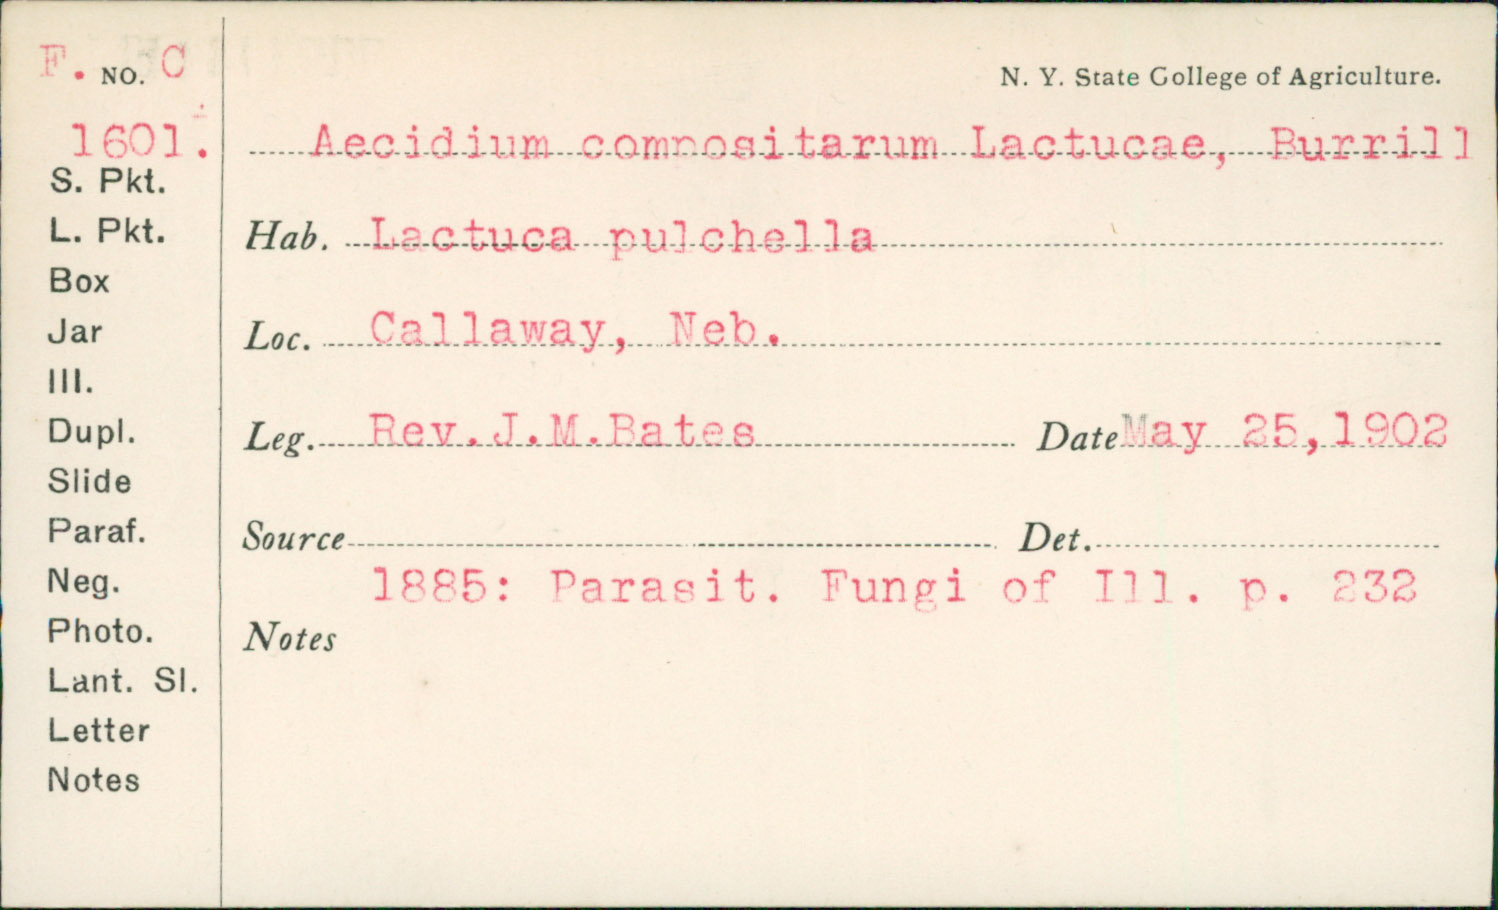 F. NO. C
N. Y. State College of Agriculture.
1601.
Aecidium compositarum Lactucae, Burrill
S. Pkt.
L. Pkt.
Hab. Lactuca pulchella
Box
Jar
Loc. Callaway, Neb.
Ill.
Dupl.
Leg. Rev.J.M.Bates Date May 25,1902
Slide
Paraf.
Source Det.
Neg.
1885: Parasit. Fungi of Ill. p. 232
Photo.
Notes
Lant. Sl.
Letter
Notes